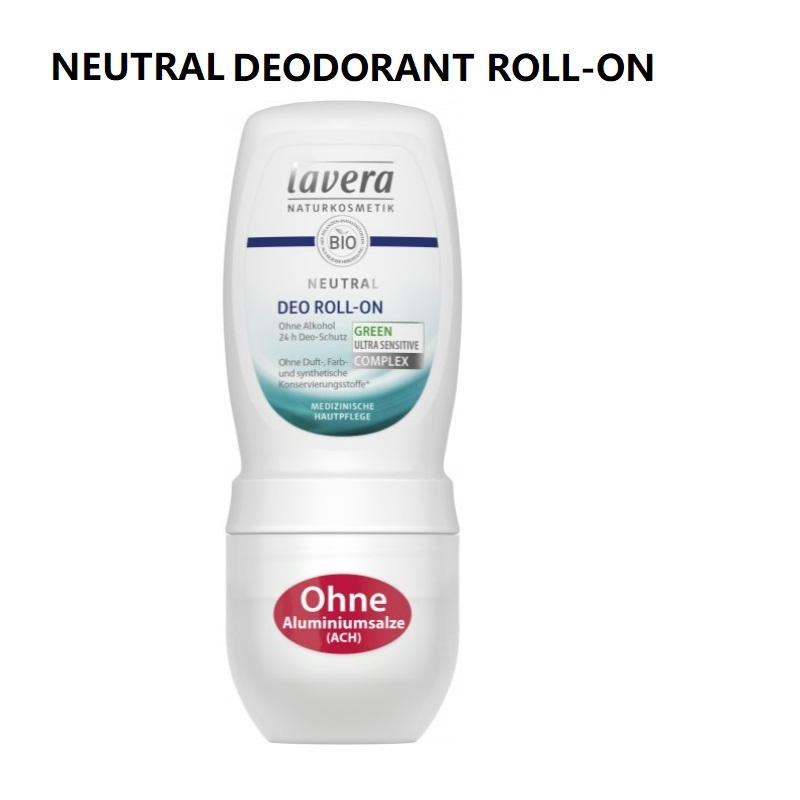 NEUTRAL DEODORANT ROLL-ON
lavera
NATURKOSMETIK
BIO
NEUTRAL
DEO ROLL-ON
Ohne Alkohol
24 h Deo-Schutz
GREEN
ULTRA SENSITIVE
COMPLEX
Ohne Duft-, Farb-
und synthetische
Konservierungsstoffe*
MEDIZINISCHE
HAUTPFLEGE
Ohne
Aluminiumsalze
(ACH)